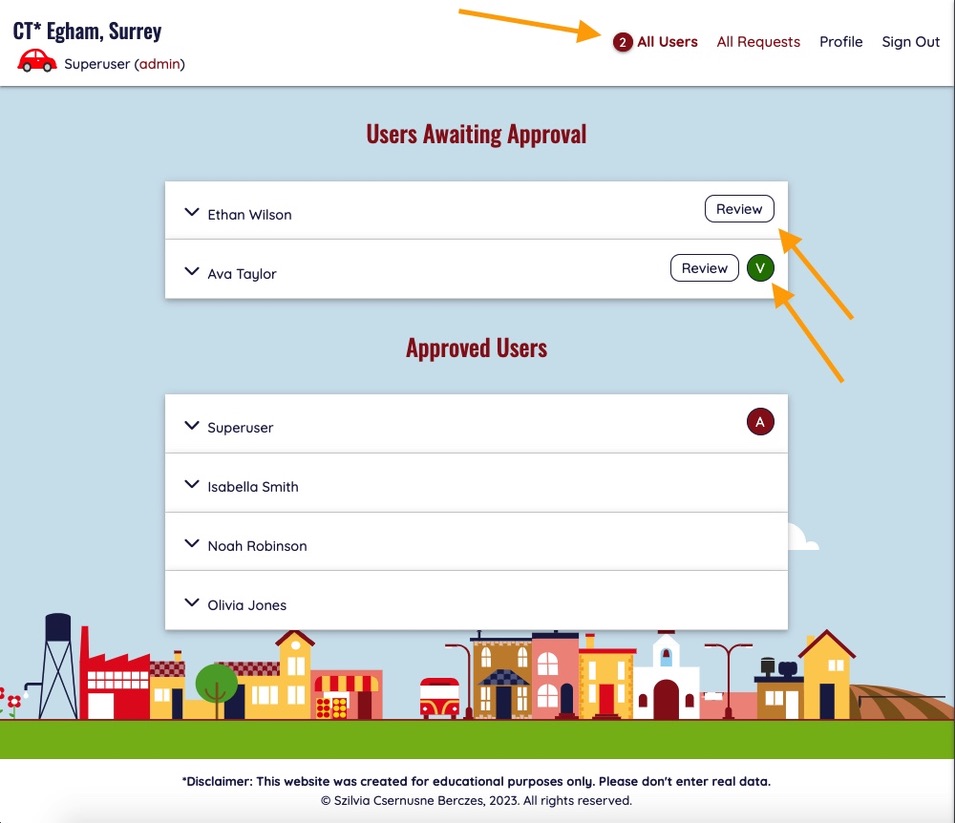 CT* Egham, Surrey
Superuser (admin)
2 All Users All Requests Profile Sign Out
Users Awaiting Approval
Ethan Wilson Review
Ava Taylor Review V
Approved Users
Superuser A
Isabella Smith
Noah Robinson
Olivia Jones
*Disclaimer: This website was created for educational purposes only. Please don't enter real data.
© Szilvia Csernusne Berczes, 2023. All rights reserved.